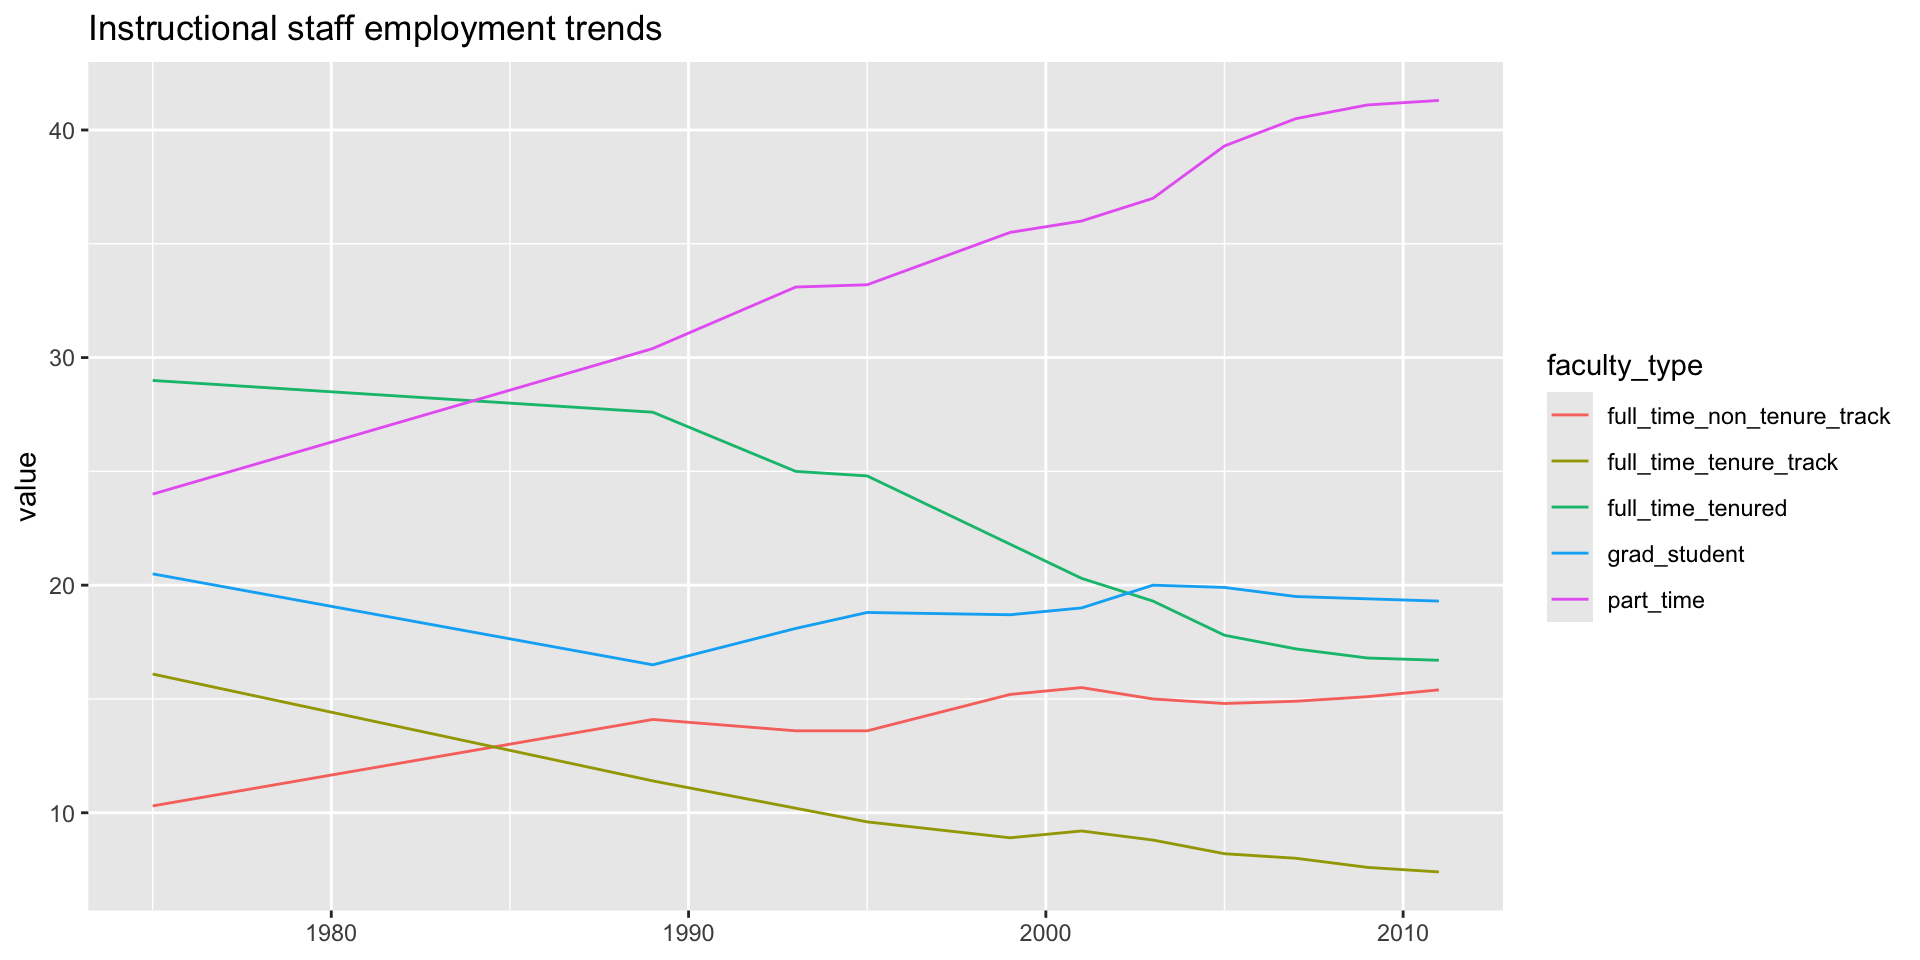 Instructional staff employment trends
value
40
30
20
10
1980
1990
2000
2010
faculty_type
full_time_non_tenure_track
full_time_tenure_track
full_time_tenured
grad_student
part_time